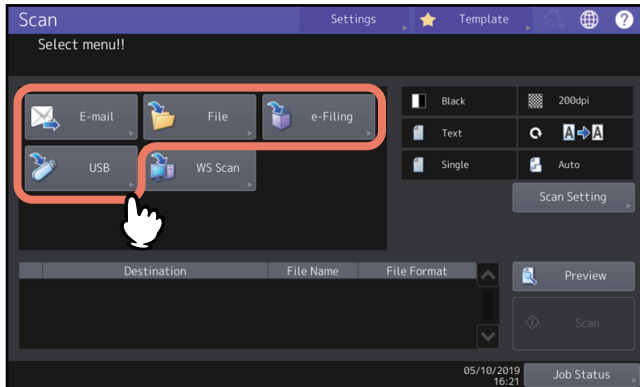 Scan Settings Template ?
Select menu!!
E-mail File e-Filing
USB WS Scan
Black 200dpi
Text A A
Single Auto
Scan Setting
Destination File Name File Format
Preview
Scan
05/10/2019
16:21
Job Status